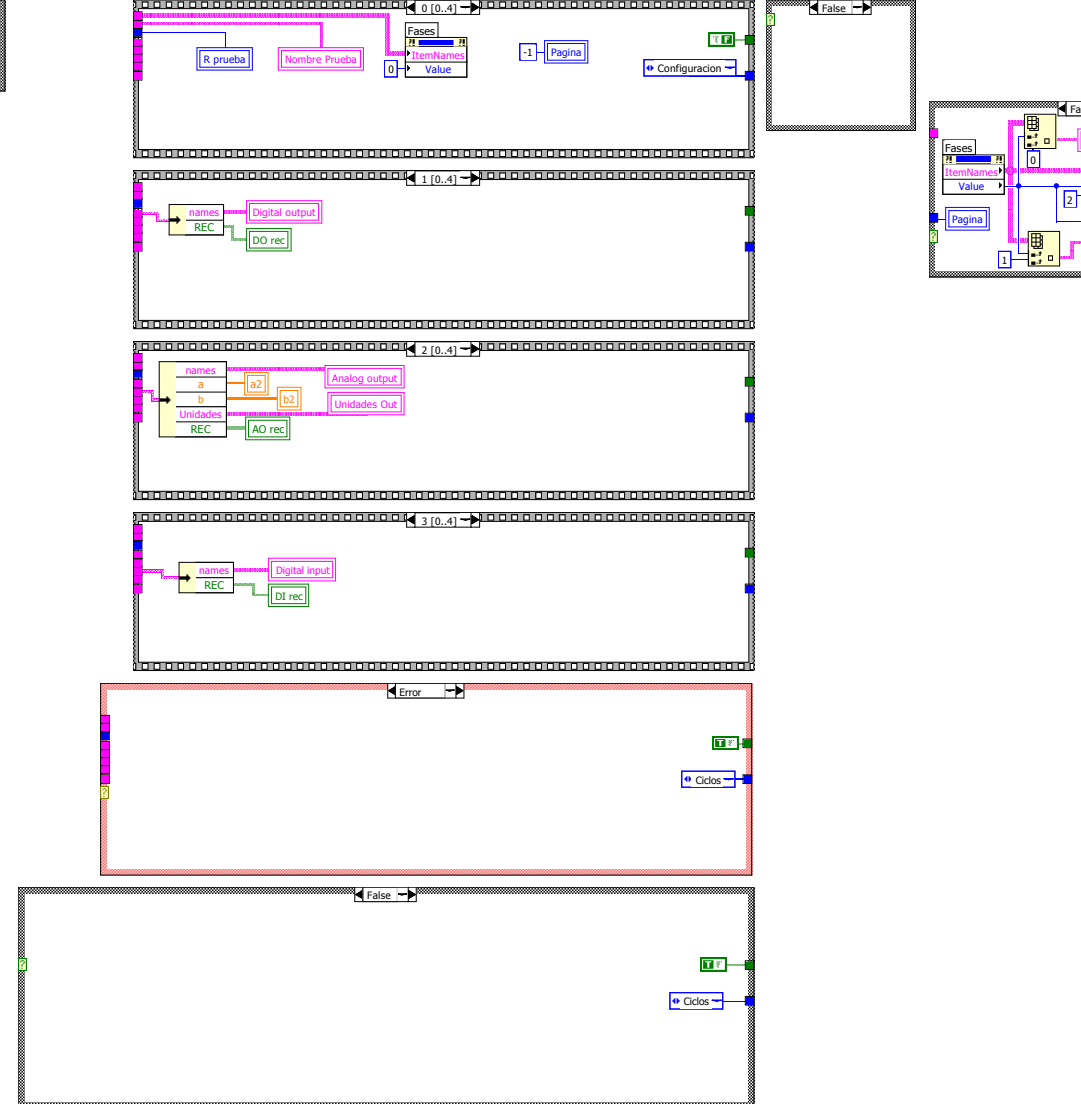 0 [0..4]
False
Fases
ItemNames
Value
0
R prueba
Nombre Prueba
-1
Pagina
T F
Configuracion
?
Fa
Fases
ItemNames
Value
0
2
Pagina
?
1
1 [0..4]
names
REC
Digital output
DO rec
2 [0..4]
names
a
b
Unidades
REC
a2
b2
Analog output
Unidades Out
AO rec
3 [0..4]
names
REC
Digital input
DI rec
Error
T F
Ciclos
?
False
?
T F
Ciclos